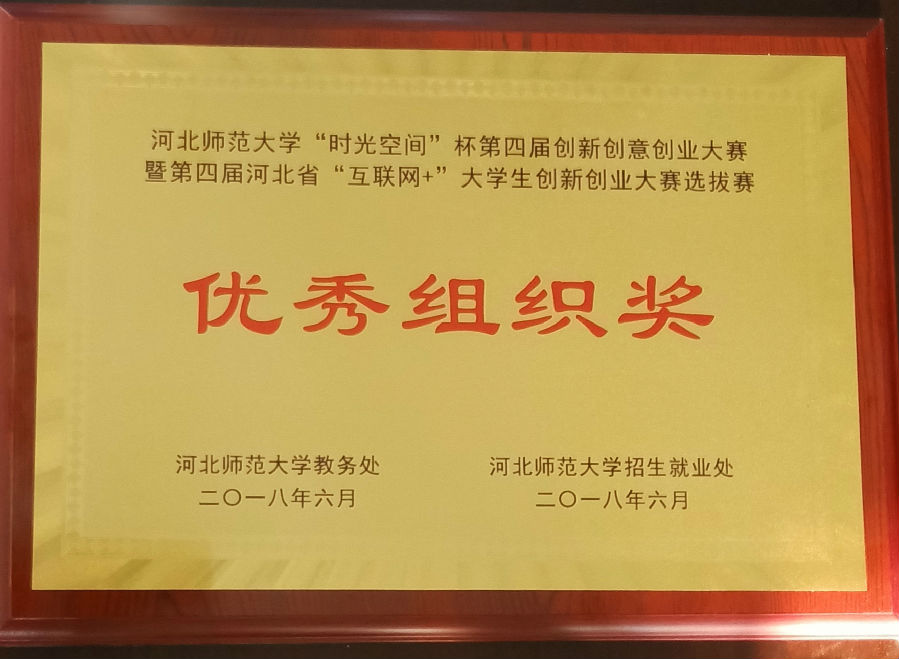 河北师范大学“时光空间”杯第四届创新创意创业大赛
暨第四届河北省“互联网+”大学生创新创业大赛选拔赛
优秀组织奖
河北师范大学教务处
二〇一八年六月
河北师范大学招生就业处
二〇一八年六月